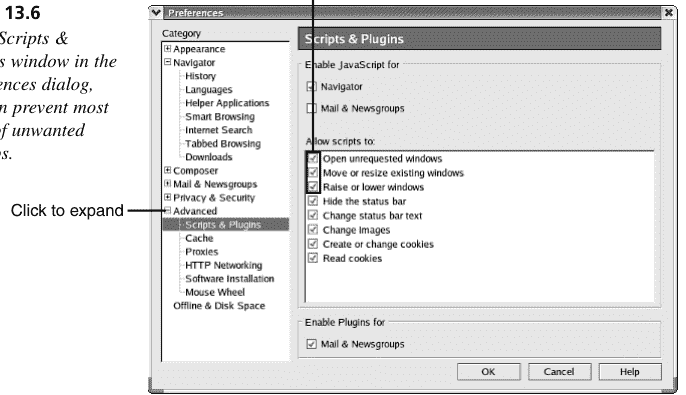 13.6
Scripts &
s window in the
ences dialog,
n prevent most
of unwanted
os.
Click to expand
Preferences
Category
Appearance
Navigator
History
Languages
Helper Applications
Smart Browsing
Internet Search
Tabbed Browsing
Downloads
Composer
Mail & Newsgroups
Privacy & Security
Advanced
Scripts & Plugins
Cache
Proxies
HTTP Networking
Software Installation
Mouse Wheel
Offline & Disk Space
Scripts & Plugins
Enable JavaScript for
Navigator
Mail & Newsgroups
Allow scripts to:
Open unrequested windows
Move or resize existing windows
Raise or lower windows
Hide the status bar
Change status bar text
Change images
Create or change cookies
Read cookies
Enable Plugins for
Mail & Newsgroups
OK Cancel Help